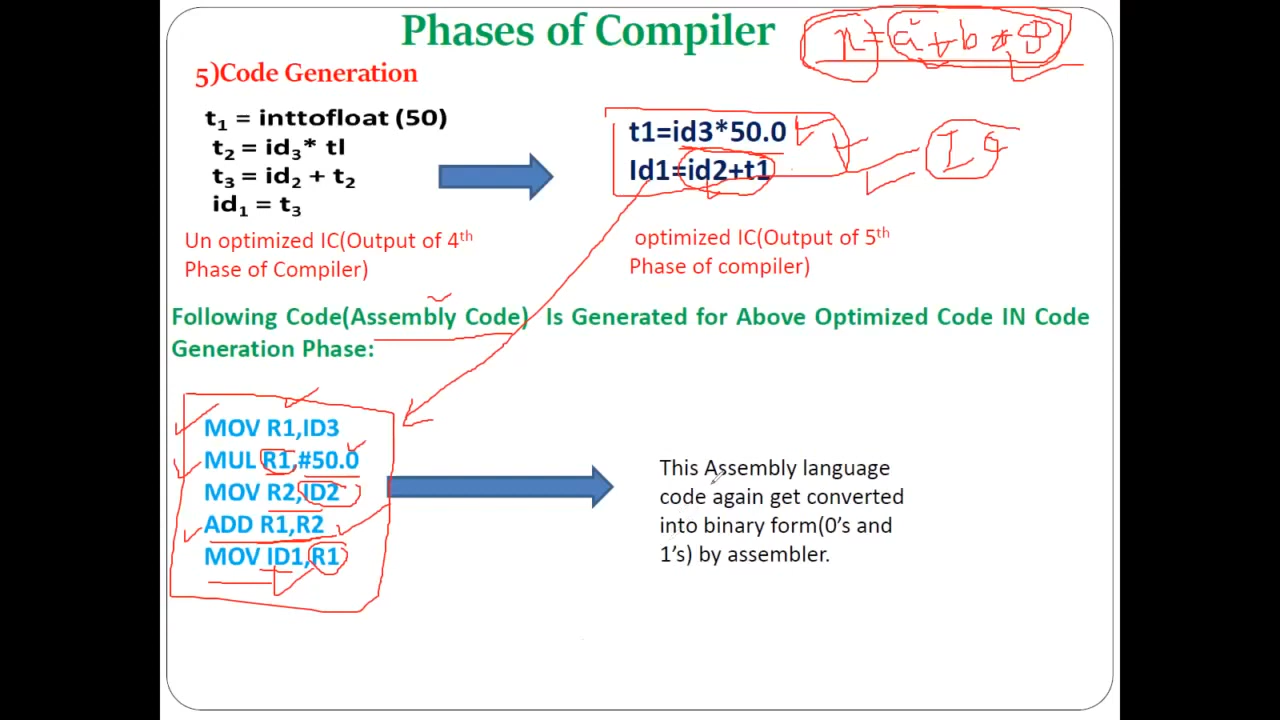 Phases of Compiler
5)Code Generation
t₁ = inttofloat (50)
t₂ = id₃* tl
t₃ = id₂ + t₂
id₁ = t₃
Un optimized IC(Output of 4th
Phase of Compiler)
t1=id3*50.0
Id1=id2+t1
optimized IC(Output of 5th
Phase of compiler)
Following Code(Assembly Code) Is Generated for Above Optimized Code IN Code
Generation Phase:
MOV R1,ID3
MUL R1,#50.0
MOV R2,ID2
ADD R1,R2
MOV ID1,R1
This Assembly language
code again get converted
into binary form(0's and
1's) by assembler.